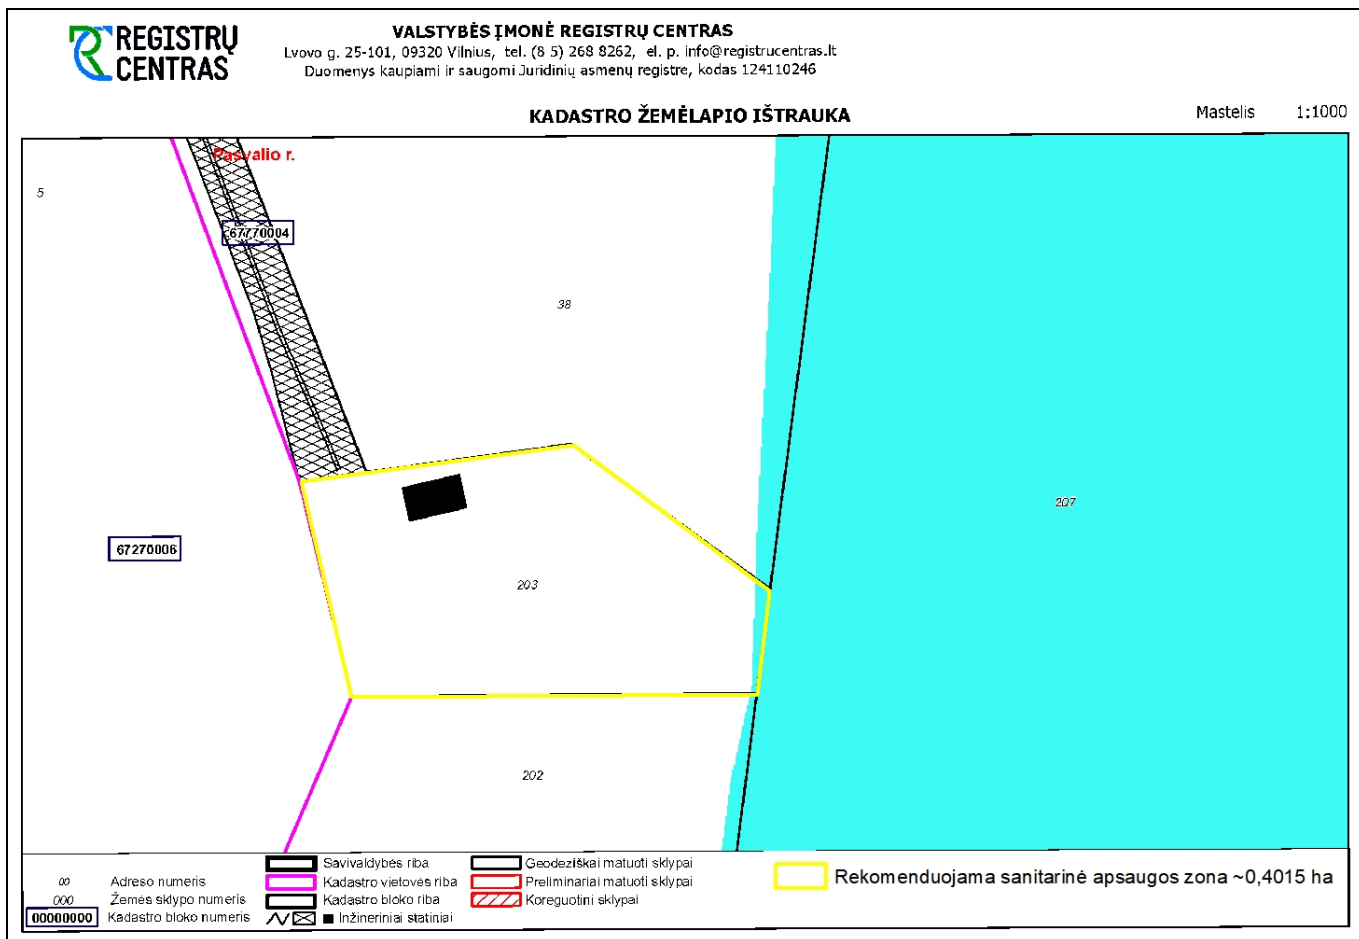 REGISTRŲ
CENTRAS
VALSTYBĖS ĮMONĖ REGISTRŲ CENTRAS
Lvovo g. 25-101, 09320 Vilnius, tel. (8 5) 268 8262, el. p. info@registrucentras.lt
Duomenys kaupiami ir saugomi Juridinių asmenų registre, kodas 124110246
KADASTRO ŽEMĖLAPIO IŠTRAUKA
Mastelis 1:1000
Pasvalio r.
5
67770004
38
207
67270006
203
202
00 Adreso numeris
000 Žemės sklypo numeris
00000000 Kadastro bloko numeris
Savivaldybės riba
Kadastro vietovės riba
Kadastro bloko riba
Inžineriniai statiniai
Geodeziškai matuoti sklypai
Preliminariai matuoti sklypai
Koreguotini sklypai
Rekomenduojama sanitarinė apsaugos zona ~0,4015 ha